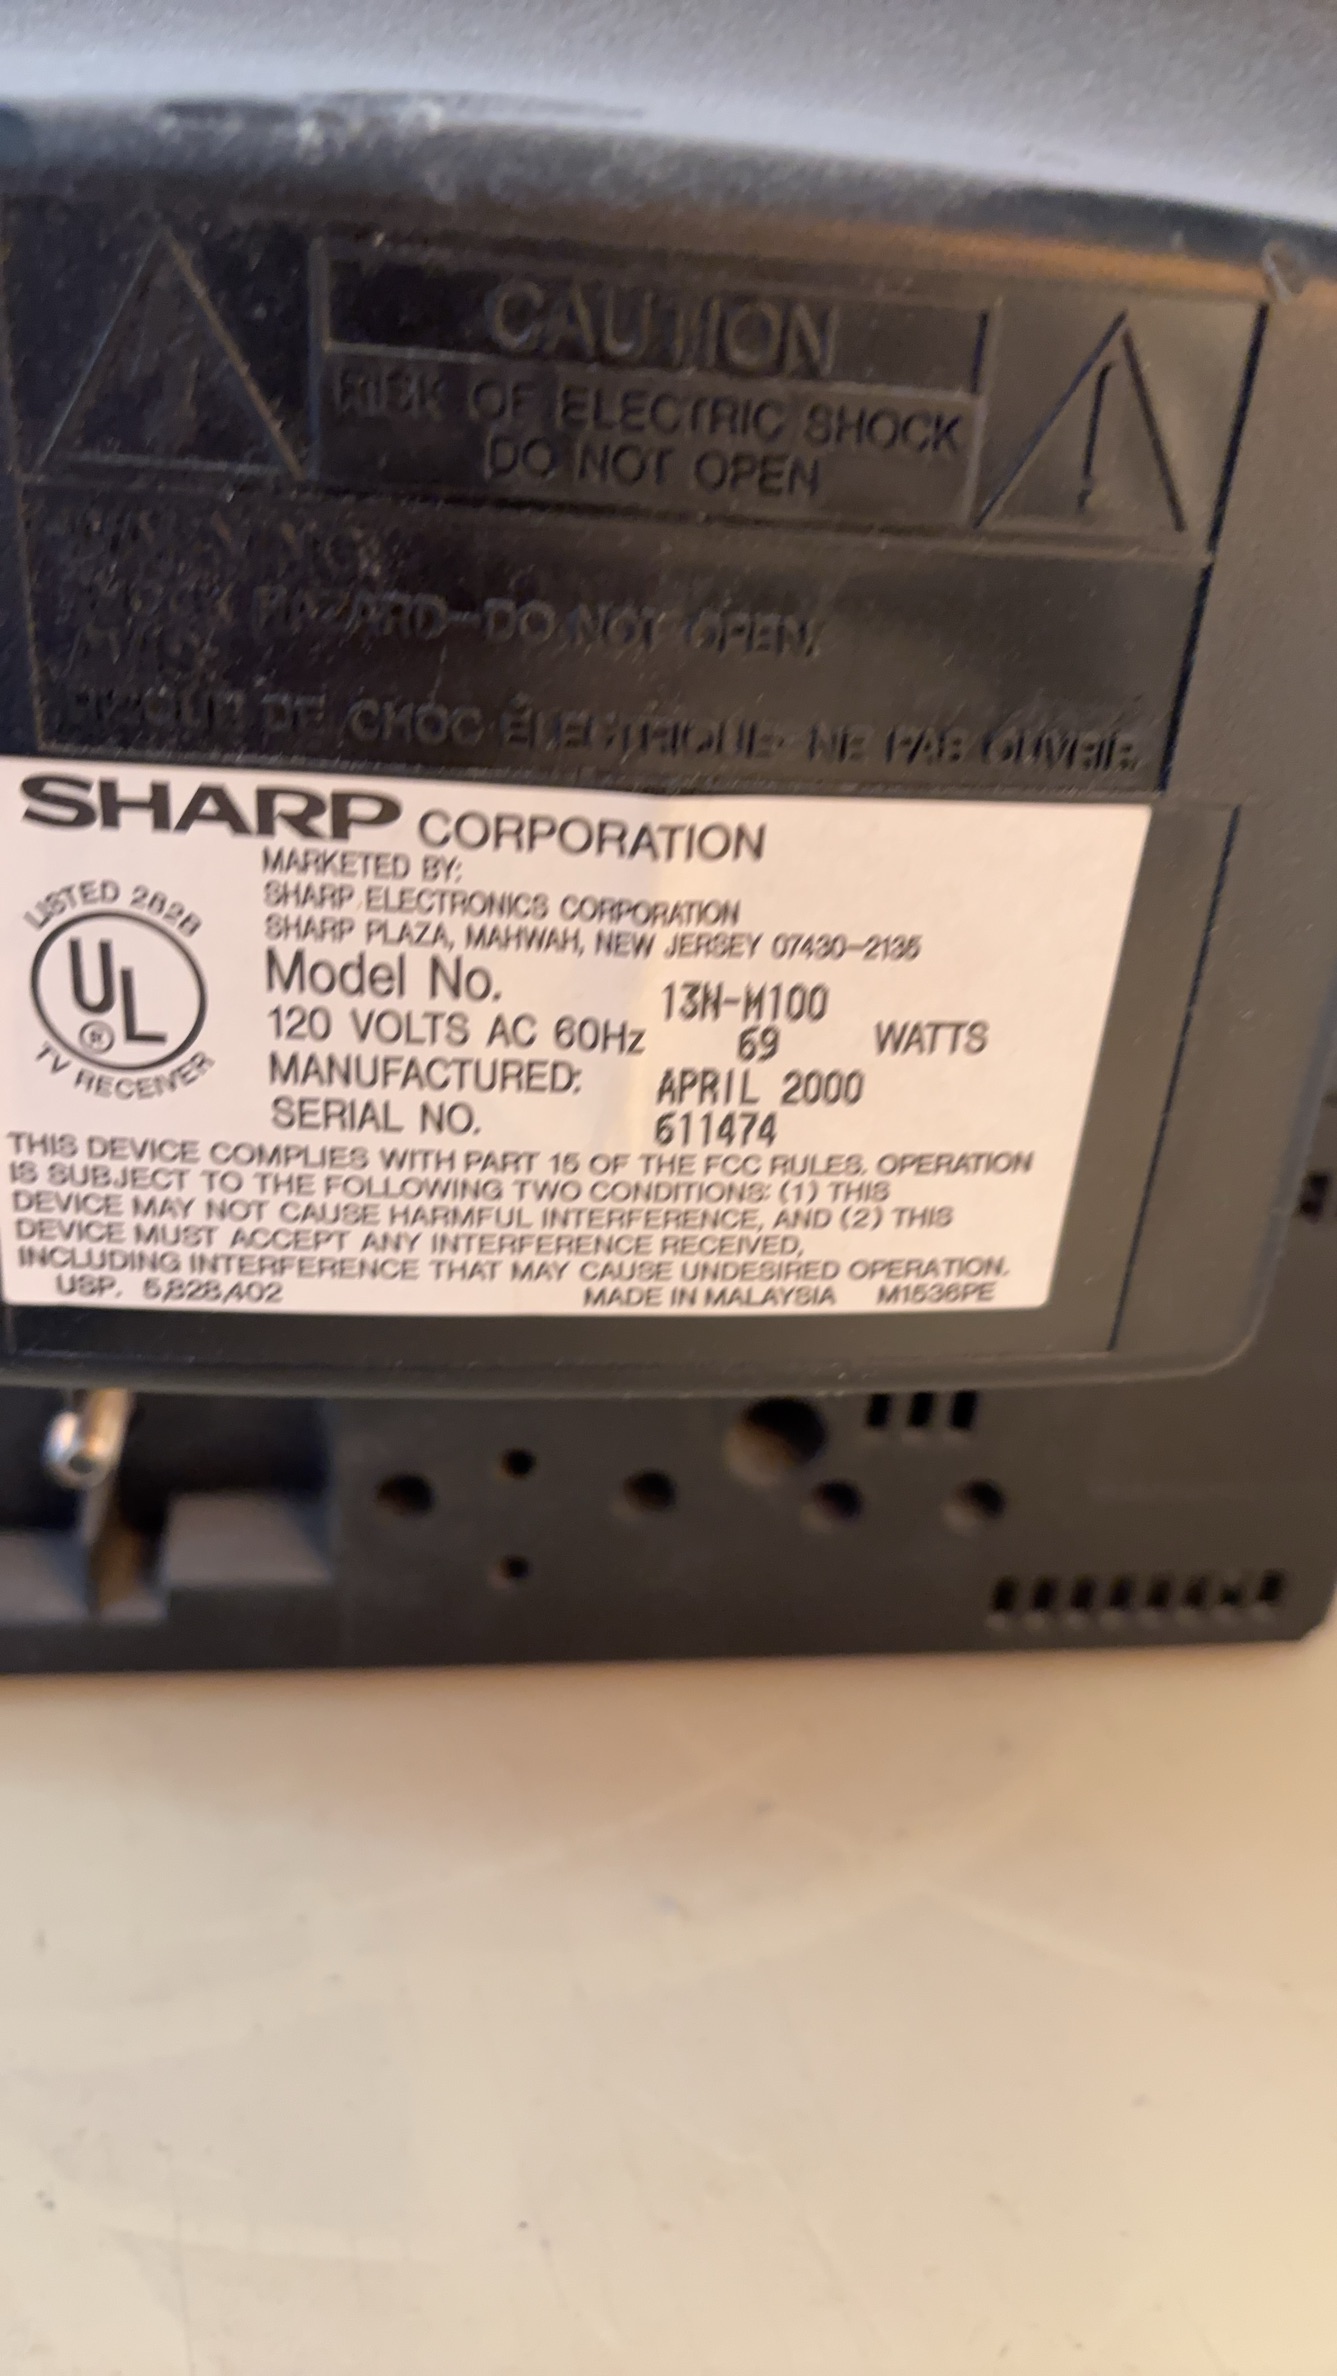 CAUTION
RISK OF ELECTRIC SHOCK
DO NOT OPEN
HAZARD-DO NOT OPEN.
RISQUE DE CHOC ÉLECTRIQUE- NE PAS OUVRIR.
SHARP CORPORATION
MARKETED BY:
SHARP ELECTRONICS CORPORATION
SHARP PLAZA, MAHWAH, NEW JERSEY 07430-2135
LISTED 282B
UL
®
TV RECEIVER
Model No. 13N-M100
120 VOLTS AC 60Hz 69 WATTS
MANUFACTURED: APRIL 2000
SERIAL NO. 611474
THIS DEVICE COMPLIES WITH PART 15 OF THE FCC RULES. OPERATION
IS SUBJECT TO THE FOLLOWING TWO CONDITIONS: (1) THIS
DEVICE MAY NOT CAUSE HARMFUL INTERFERENCE, AND (2) THIS
DEVICE MUST ACCEPT ANY INTERFERENCE RECEIVED,
INCLUDING INTERFERENCE THAT MAY CAUSE UNDESIRED OPERATION.
USP. 5,828,402 MADE IN MALAYSIA M1536PE